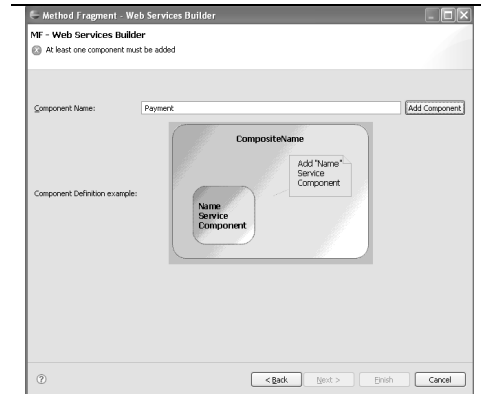 Method Fragment - Web Services Builder
MF - Web Services Builder
At least one component must be added
Component Name:
Payment
Add Component
CompositeName
Add "Name"
Service
Component
Component Definition example:
Name
Service
Component
?
< Back
Next >
Finish
Cancel